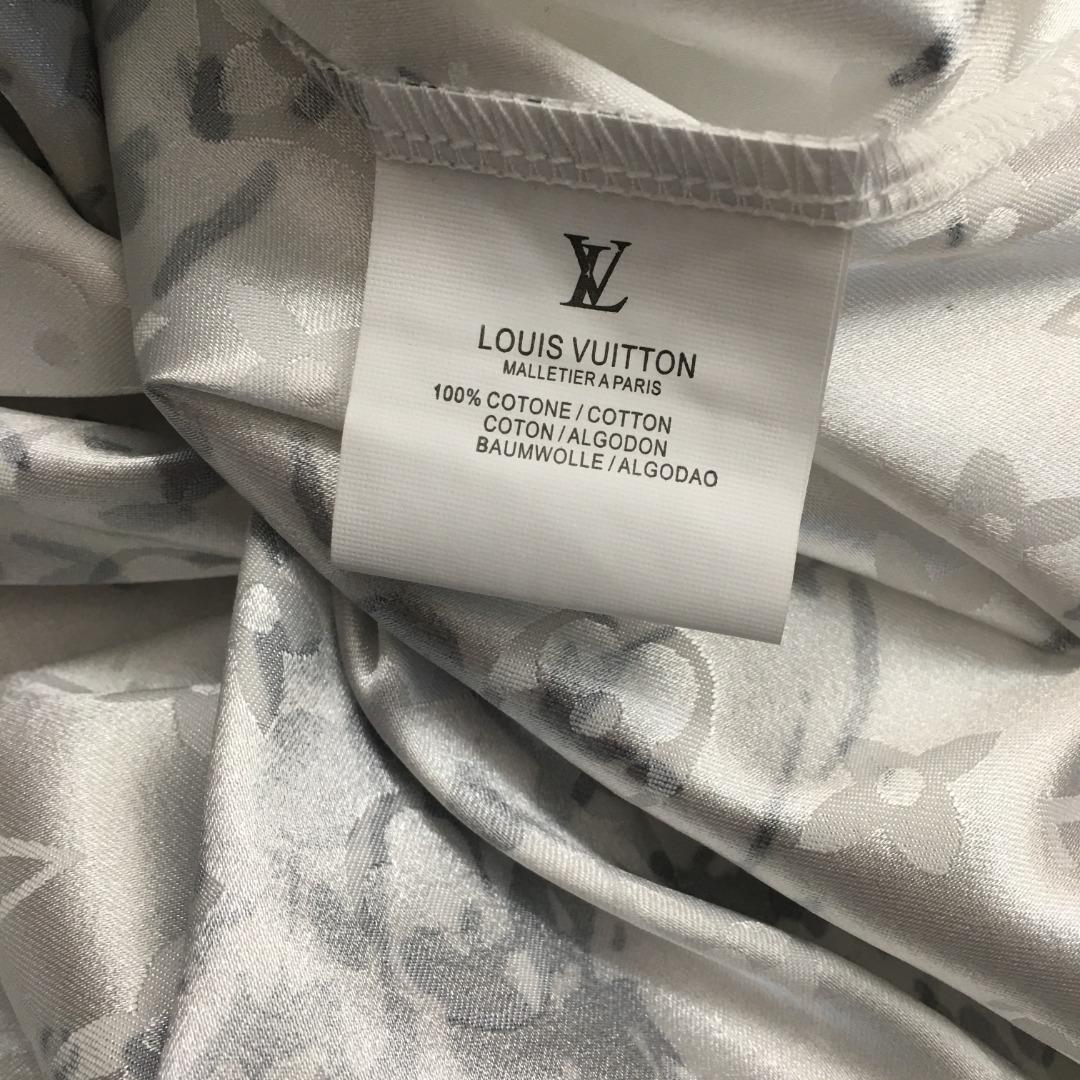 LV
LOUIS VUITTON
MALLETIER A PARIS
100% COTONE / COTTON
COTON / ALGODON
BAUMWOLLE / ALGODAO